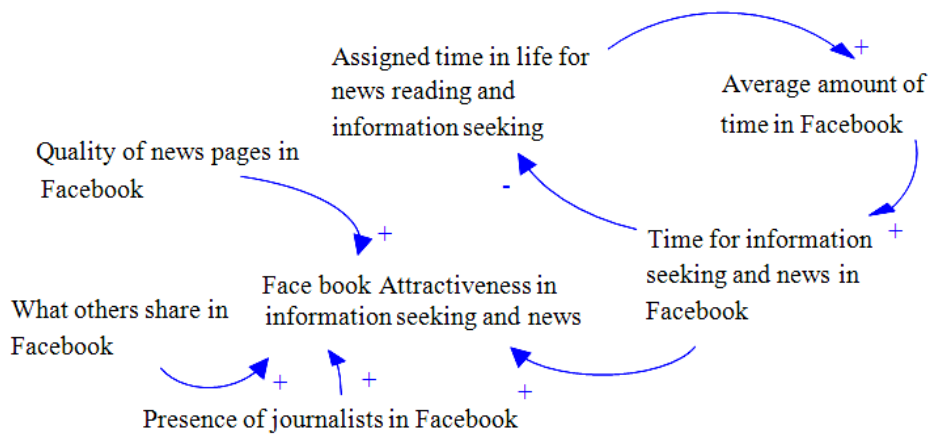 Assigned time in life for
news reading and
information seeking
+
Average amount of
time in Facebook
Quality of news pages in
Facebook
-
+
Time for information
seeking and news in
Facebook
+
Face book Attractiveness in
information seeking and news
What others share in
Facebook
+
+
+
Presence of journalists in Facebook